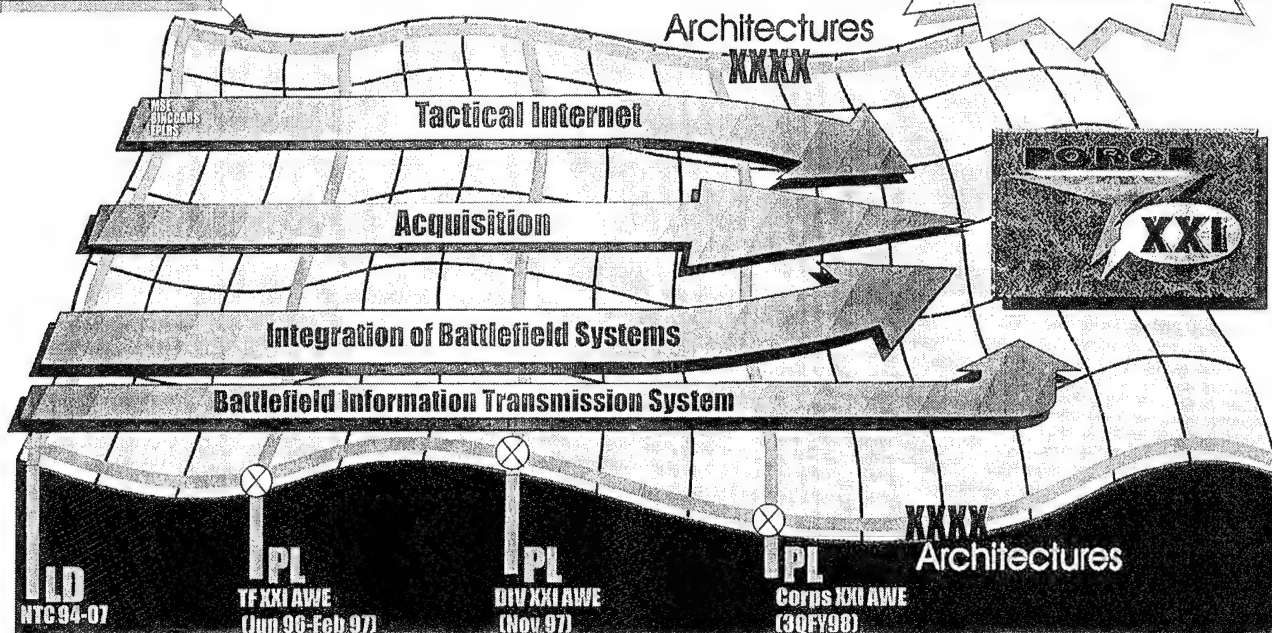 Architectures
XXXX
MSE
SINCGARS
EPLRS
Tactical Internet
FORCE
XXI
Acquisition
Integration of Battlefield Systems
Battlefield Information Transmission System
XXXX
Architectures
LD
NTC 94-07
PL
TF XXI AWE
(Jun 96-Feb 97)
PL
DIV XXI AWE
(Nov 97)
PL
Corps XXI AWE
(3QFY98)